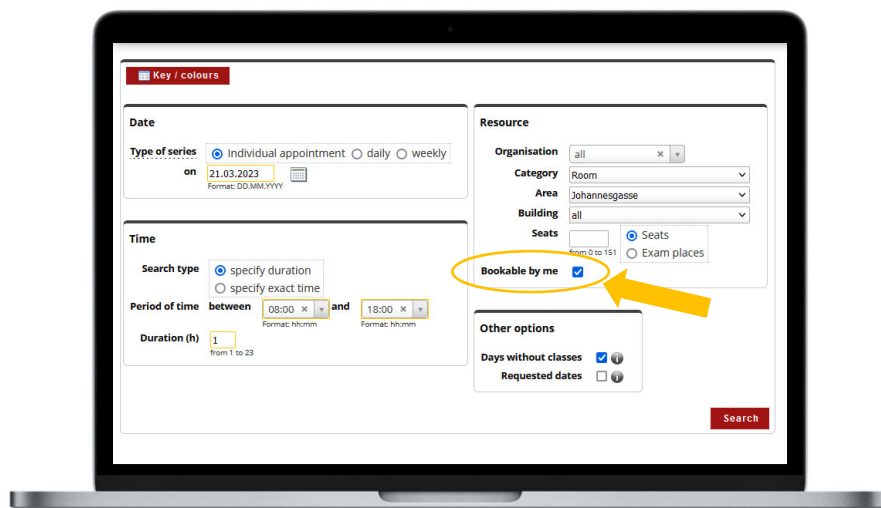 Key / colours
Date
Type of series Individual appointment daily weekly
on 21.03.2023
Format: DD.MM.YYYY
Time
Search type specify duration
specify exact time
Period of time between 08:00 × and 18:00 ×
Format: hh:mm Format: hh:mm
Duration (h) 1
from 1 to 23
Resource
Organisation all ×
Category Room
Area Johannesgasse
Building all
Seats Seats
from 0 to 151 Exam places
Bookable by me
Other options
Days without classes i
Requested dates i
Search